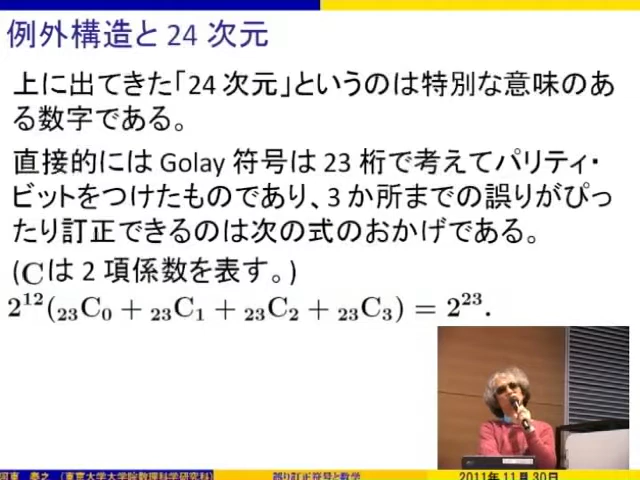 例外構造と 24 次元
上に出てきた「24 次元」というのは特別な意味のあ
る数字である。
直接的には Golay 符号は 23 桁で考えてパリティ・
ビットをつけたものであり、3 か所までの誤りがぴっ
たり訂正できるのは次の式のおかげである。
(Cは 2 項係数を表す。)
2¹²(₂₃C₀ + ₂₃C₁ + ₂₃C₂ + ₂₃C₃) = 2²³.
河東 泰之 (東京大学大学院数理科学研究科) 誤り訂正符号と数学 2011年 11月 30日